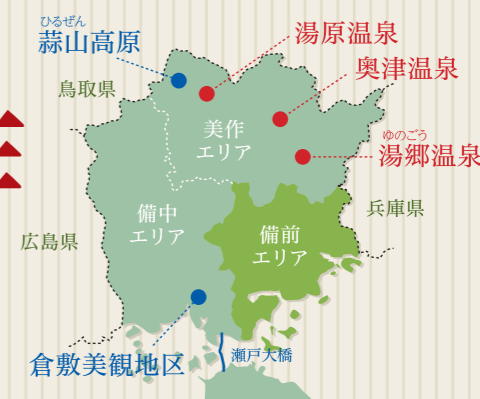 ひるぜん
蒜山高原
湯原温泉
奥津温泉
鳥取県
美作
エリア
ゆのごう
湯郷温泉
備中
エリア
備前
エリア
兵庫県
広島県
倉敷美観地区
瀬戸大橋